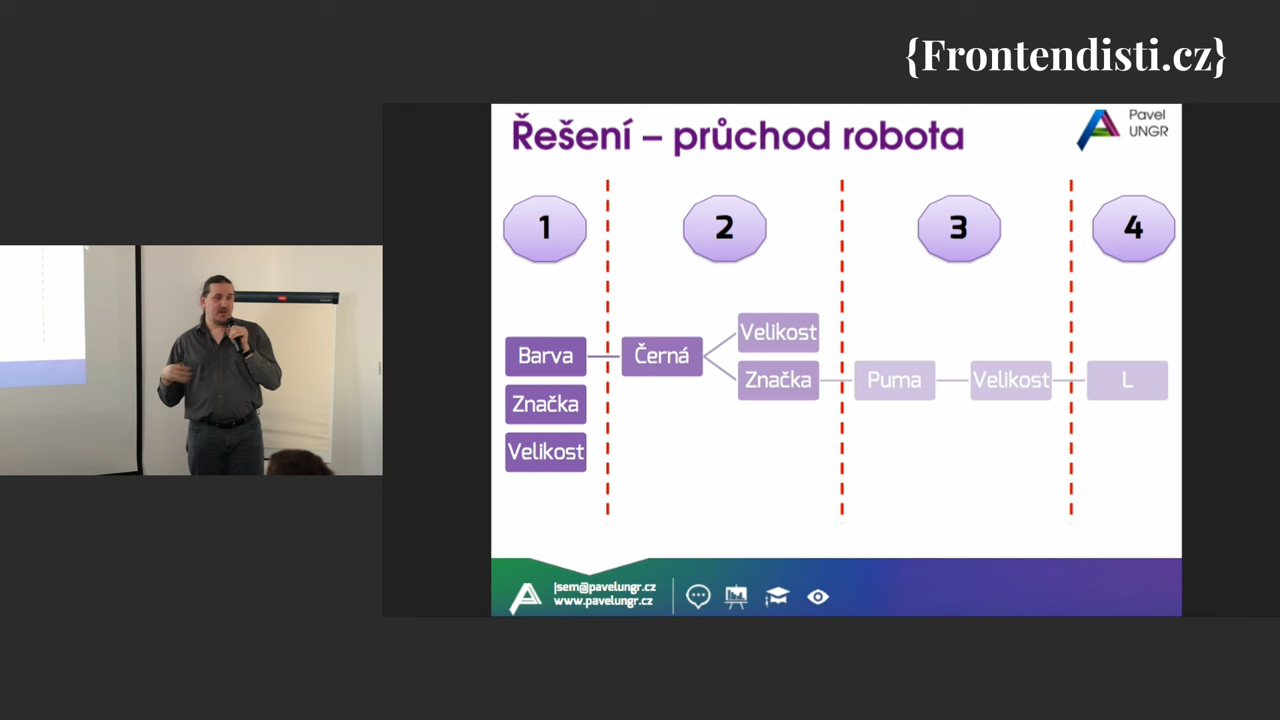 {Frontendisti.cz}
Řešení – průchod robota
Pavel
UNGR
1
2
3
4
Barva
Značka
Velikost
Černá
Velikost
Značka
Puma
Velikost
L
jsem@pavelungr.cz
www.pavelungr.cz